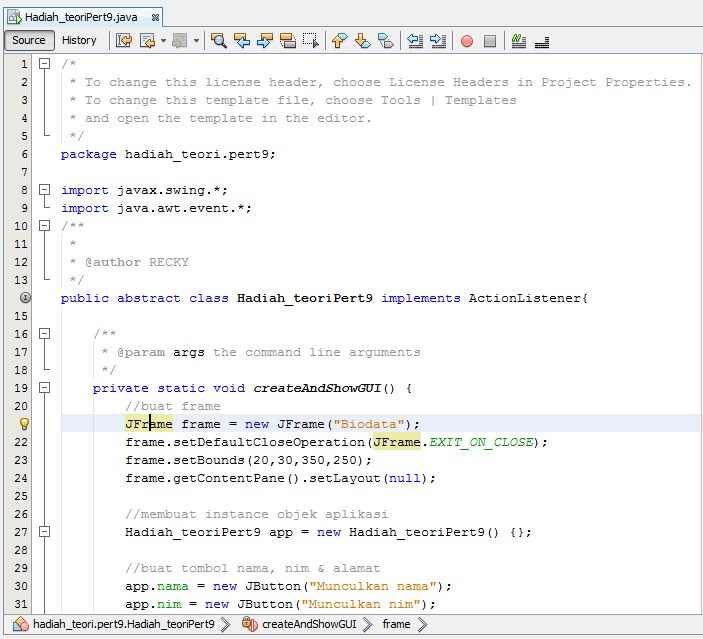 Hadiah_teoriPert9.java
Source History
1 /*
2 * To change this license header, choose License Headers in Project Properties.
3 * To change this template file, choose Tools | Templates
4 * and open the template in the editor.
5 */
6 package hadiah_teori.pert9;
7
8 import javax.swing.*;
9 import java.awt.event.*;
10 /**
11 *
12 * @author RECKY
13 */
public abstract class Hadiah_teoriPert9 implements ActionListener{
15
16 /**
17 * @param args the command line arguments
18 */
19 private static void createAndShowGUI() {
20 //buat frame
JFrame frame = new JFrame("Biodata");
22 frame.setDefaultCloseOperation(JFrame.EXIT_ON_CLOSE);
23 frame.setBounds(20,30,350,250);
24 frame.getContentPane().setLayout(null);
25
26 //membuat instance objek aplikasi
27 Hadiah_teoriPert9 app = new Hadiah_teoriPert9() {};
28
29 //buat tombol nama, nim & alamat
30 app.nama = new JButton("Munculkan nama");
31 app.nim = new JButton("Munculkan nim");
hadiah_teori.pert9.Hadiah_teoriPert9 createAndShowGUI frame